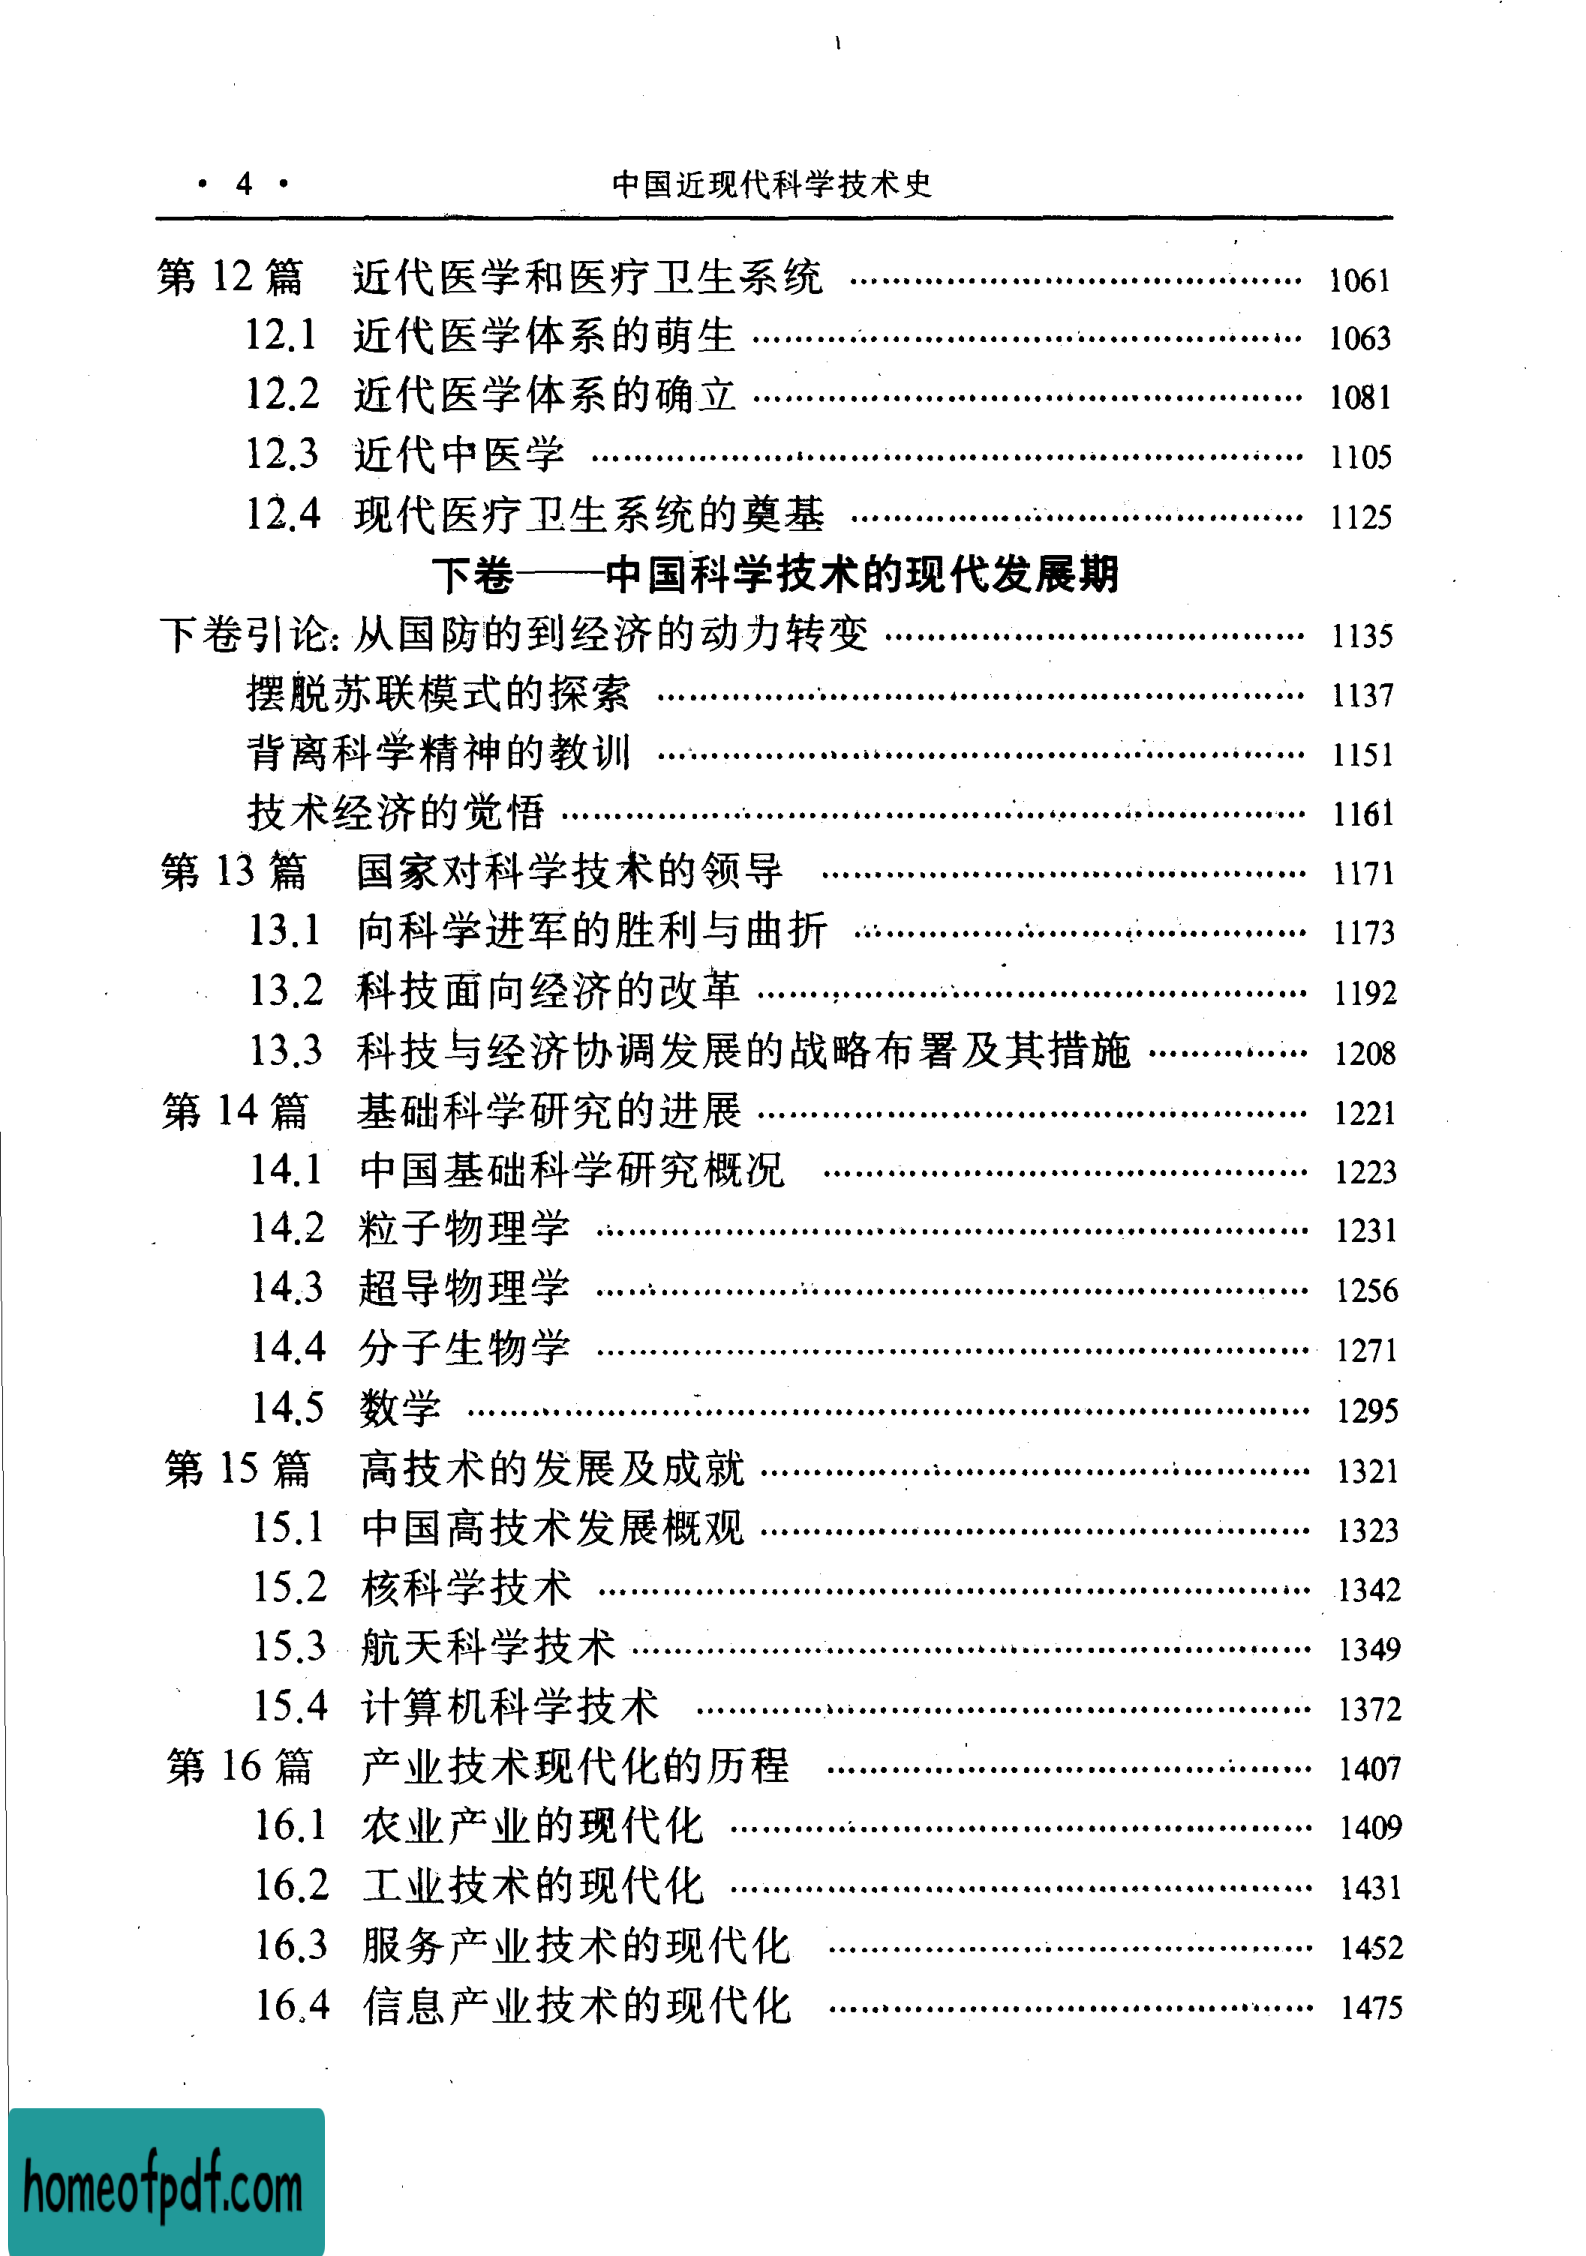 · 4 · 中国近现代科学技术史
第 12 篇 近代医学和医疗卫生系统 …………………………………… 1061
12.1 近代医学体系的萌生 …………………………………………… 1063
12.2 近代医学体系的确立 …………………………………………… 1081
12.3 近代中医学 ………………………………………………………… 1105
12.4 现代医疗卫生系统的奠基 …………………………………… 1125
下卷——中国科学技术的现代发展期
下卷引论:从国防的到经济的动力转变 ………………………………… 1135
摆脱苏联模式的探索 …………………………………………………… 1137
背离科学精神的教训 …………………………………………………… 1151
技术经济的觉悟 …………………………………………………………… 1161
第 13 篇 国家对科学技术的领导 ……………………………………… 1171
13.1 向科学进军的胜利与曲折 …………………………………… 1173
13.2 科技面向经济的改革 …………………………………………… 1192
13.3 科技与经济协调发展的战略布署及其措施 …………… 1208
第 14 篇 基础科学研究的进展 …………………………………………… 1221
14.1 中国基础科学研究概况 ……………………………………… 1223
14.2 粒子物理学 ………………………………………………………… 1231
14.3 超导物理学 ………………………………………………………… 1256
14.4 分子生物学 ………………………………………………………… 1271
14.5 数学 …………………………………………………………………… 1295
第 15 篇 高技术的发展及成就 …………………………………………… 1321
15.1 中国高技术发展概观 …………………………………………… 1323
15.2 核科学技术 ………………………………………………………… 1342
15.3 航天科学技术 ……………………………………………………… 1349
15.4 计算机科学技术 ………………………………………………… 1372
第 16 篇 产业技术现代化的历程 ……………………………………… 1407
16.1 农业产业的现代化 ……………………………………………… 1409
16.2 工业技术的现代化 ……………………………………………… 1431
16.3 服务产业技术的现代化 ……………………………………… 1452
16.4 信息产业技术的现代化 ……………………………………… 1475
homeofpdf.com